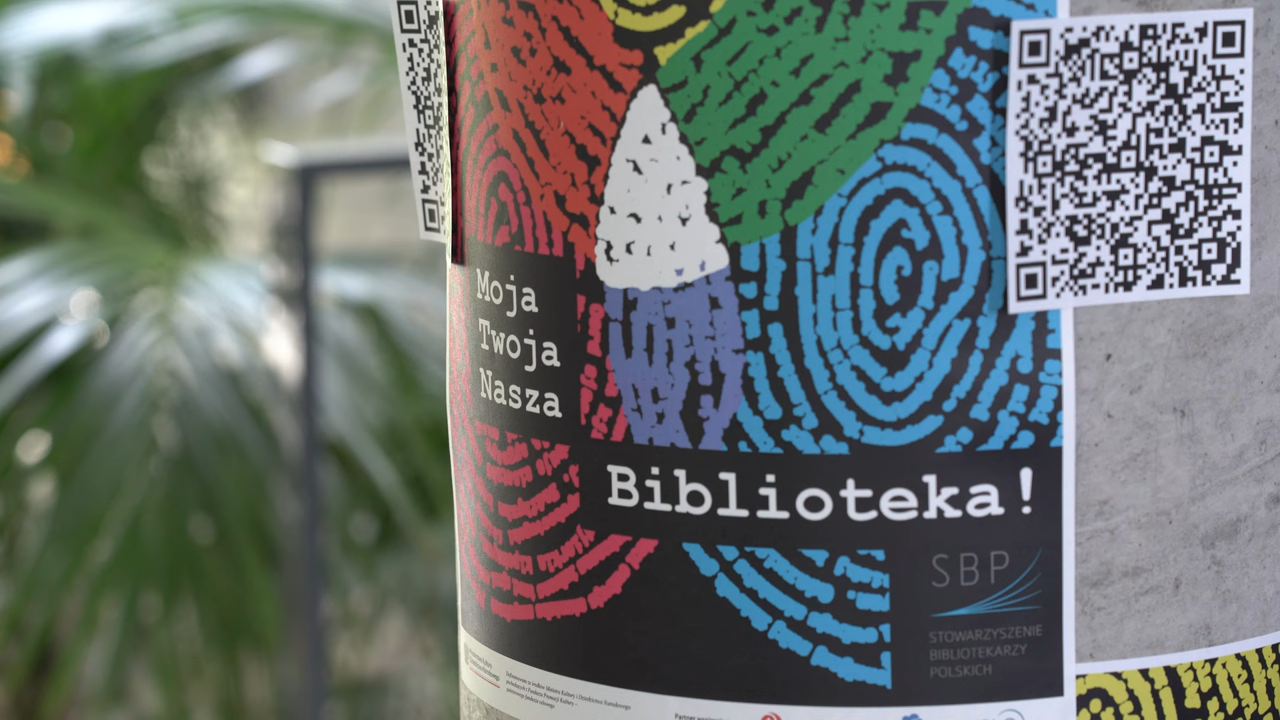 Moja
Twoja
Nasza
Biblioteka!
SBP
STOWARZYSZENIE
BIBLIOTEKARZY
POLSKICH